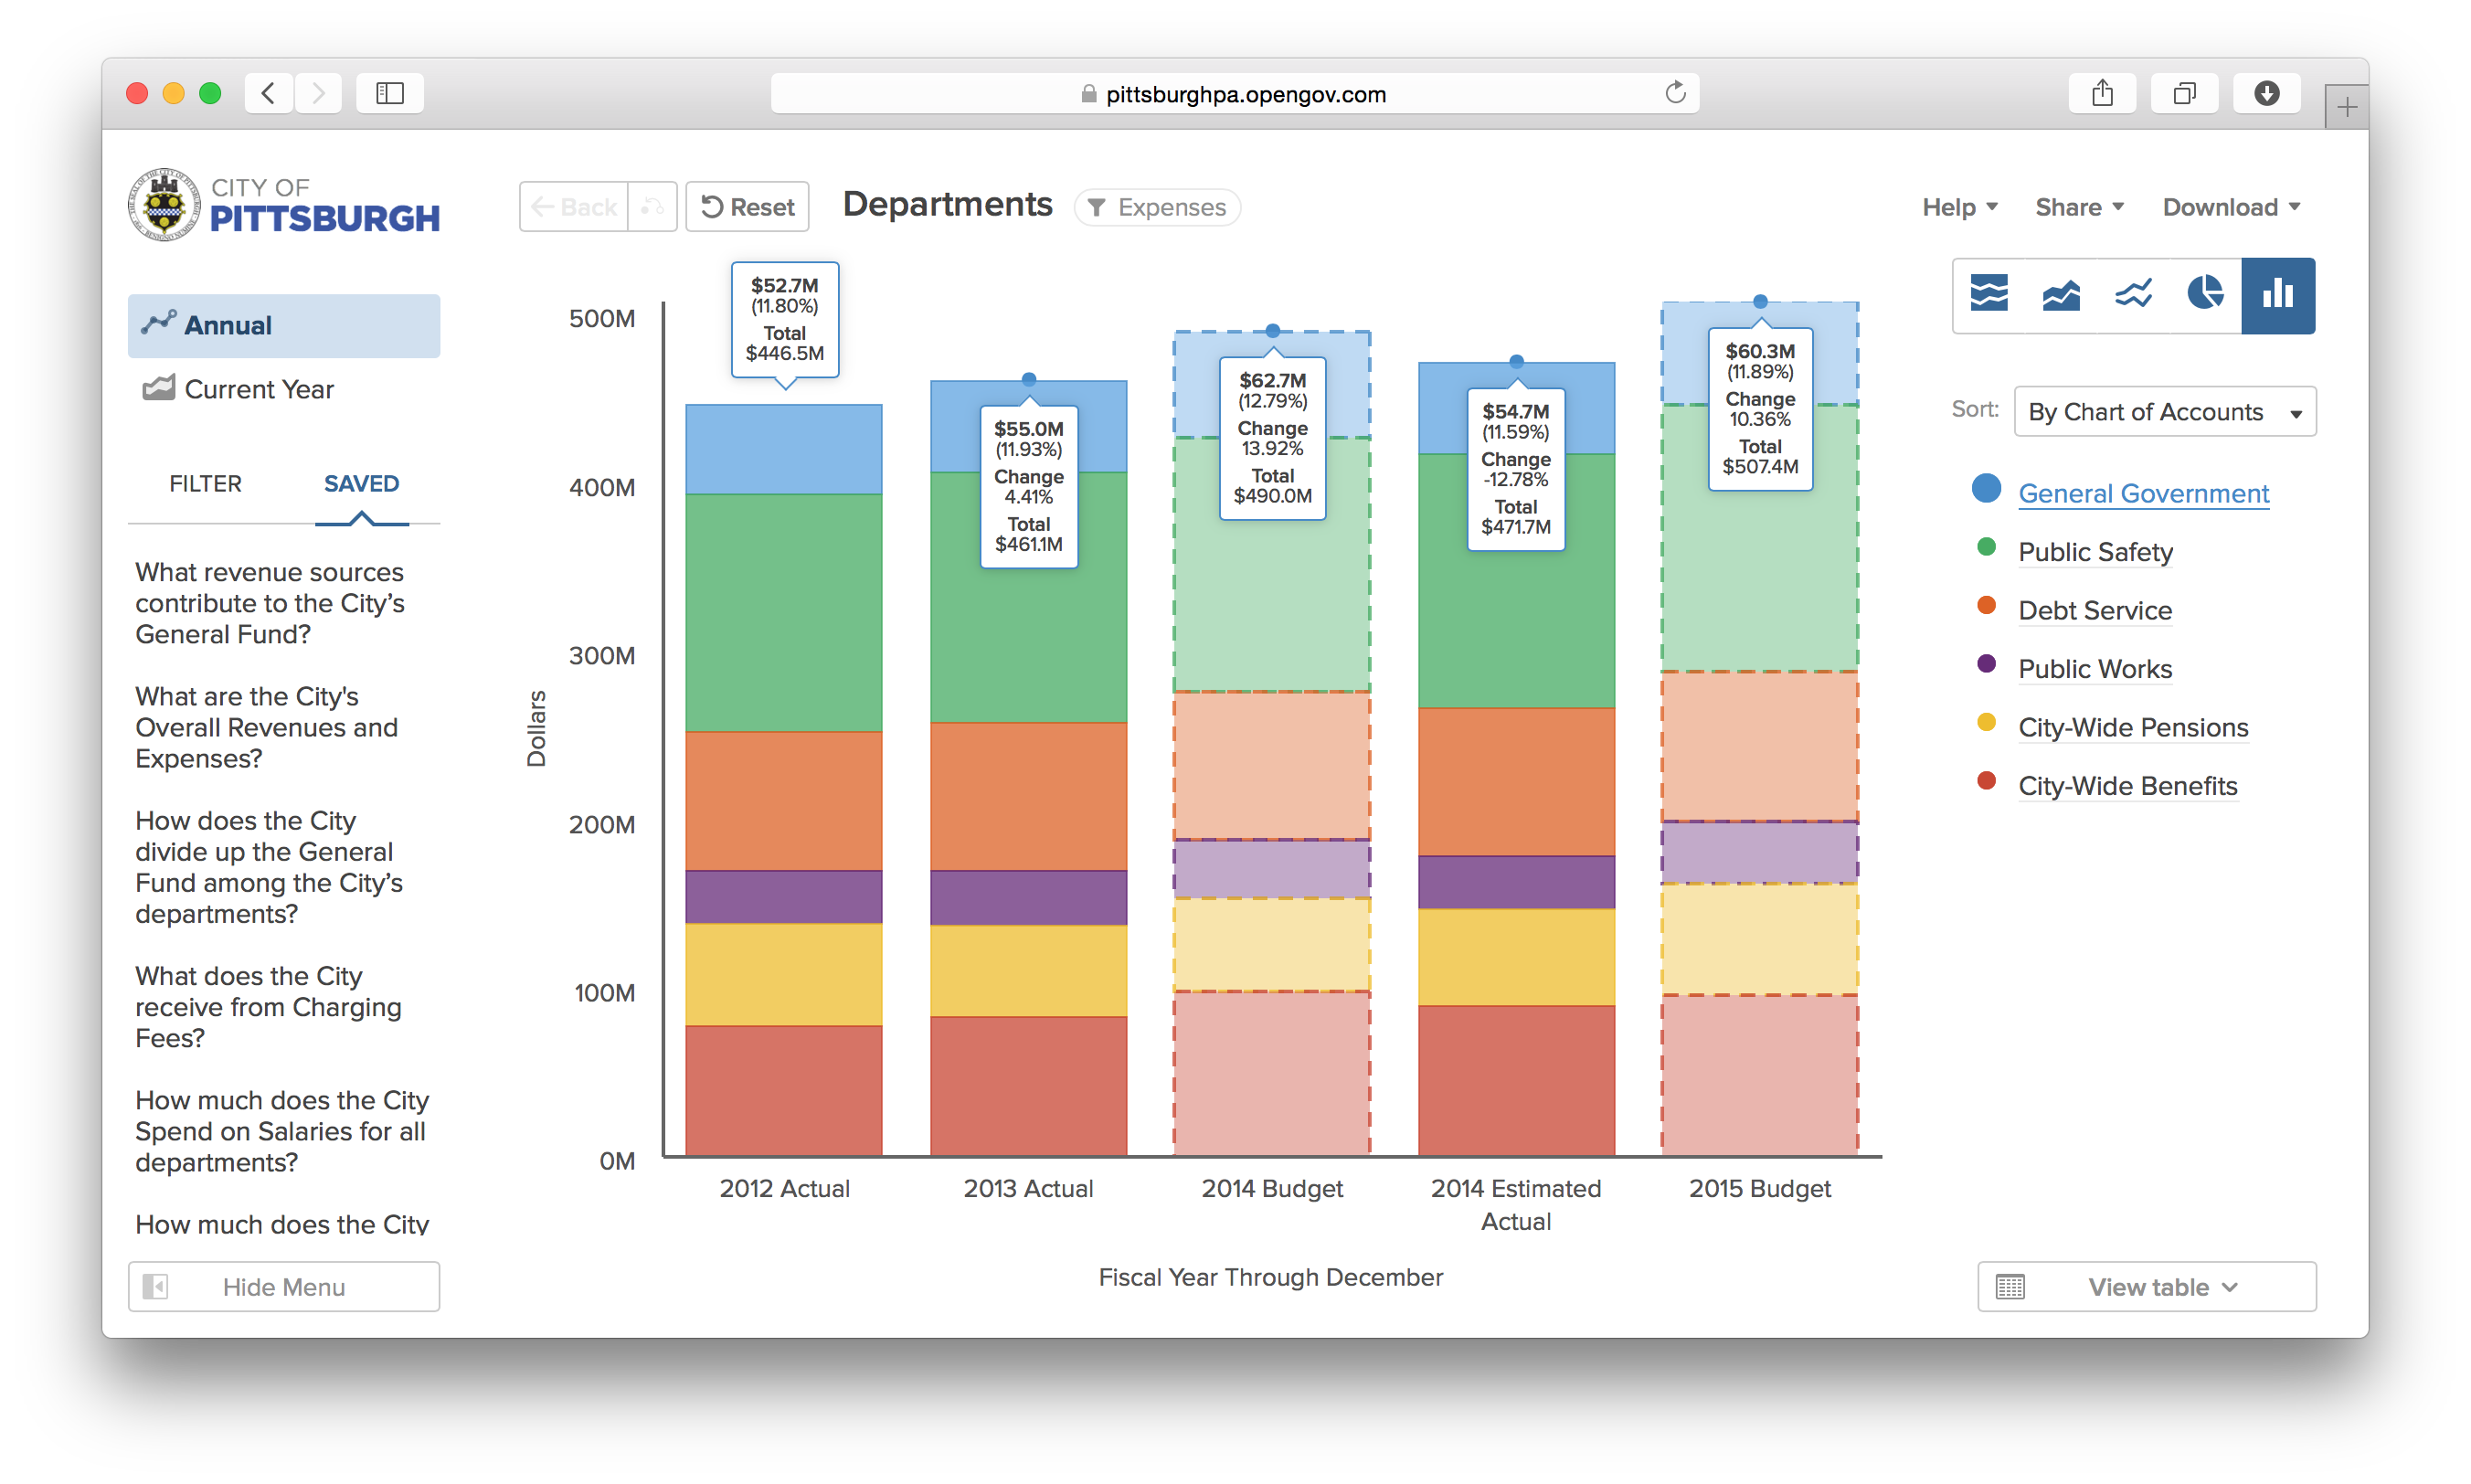 pittsburghpa.opengov.com
CITY OF
PITTSBURGH
Back
Reset
Departments
Expenses
Help
Share
Download
Annual
Current Year
FILTER
SAVED
What revenue sources
contribute to the City’s
General Fund?
What are the City's
Overall Revenues and
Expenses?
How does the City
divide up the General
Fund among the City’s
departments?
What does the City
receive from Charging
Fees?
How much does the City
Spend on Salaries for all
departments?
How much does the City
Hide Menu
Dollars
500M
400M
300M
200M
100M
0M
$52.7M
(11.80%)
Total
$446.5M
$55.0M
(11.93%)
Change
4.41%
Total
$461.1M
$62.7M
(12.79%)
Change
13.92%
Total
$490.0M
$54.7M
(11.59%)
Change
-12.78%
Total
$471.7M
$60.3M
(11.89%)
Change
10.36%
Total
$507.4M
2012 Actual
2013 Actual
2014 Budget
2014 Estimated
Actual
2015 Budget
Fiscal Year Through December
Sort:
By Chart of Accounts
General Government
Public Safety
Debt Service
Public Works
City-Wide Pensions
City-Wide Benefits
View table